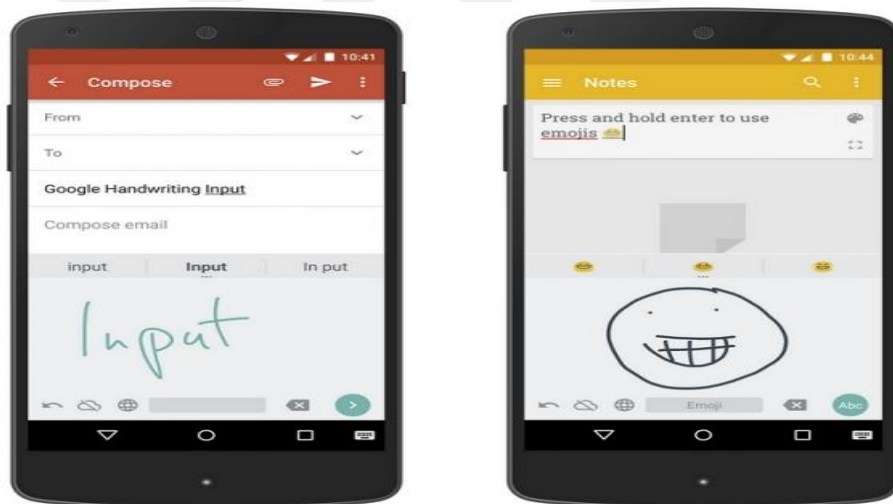 10:41
Compose
From
To
Google Handwriting Input
Compose email
input Input In put
Input
10:44
Notes
Press and hold enter to use
emojis 😂
😂 😂 😄
Emoji
Abc